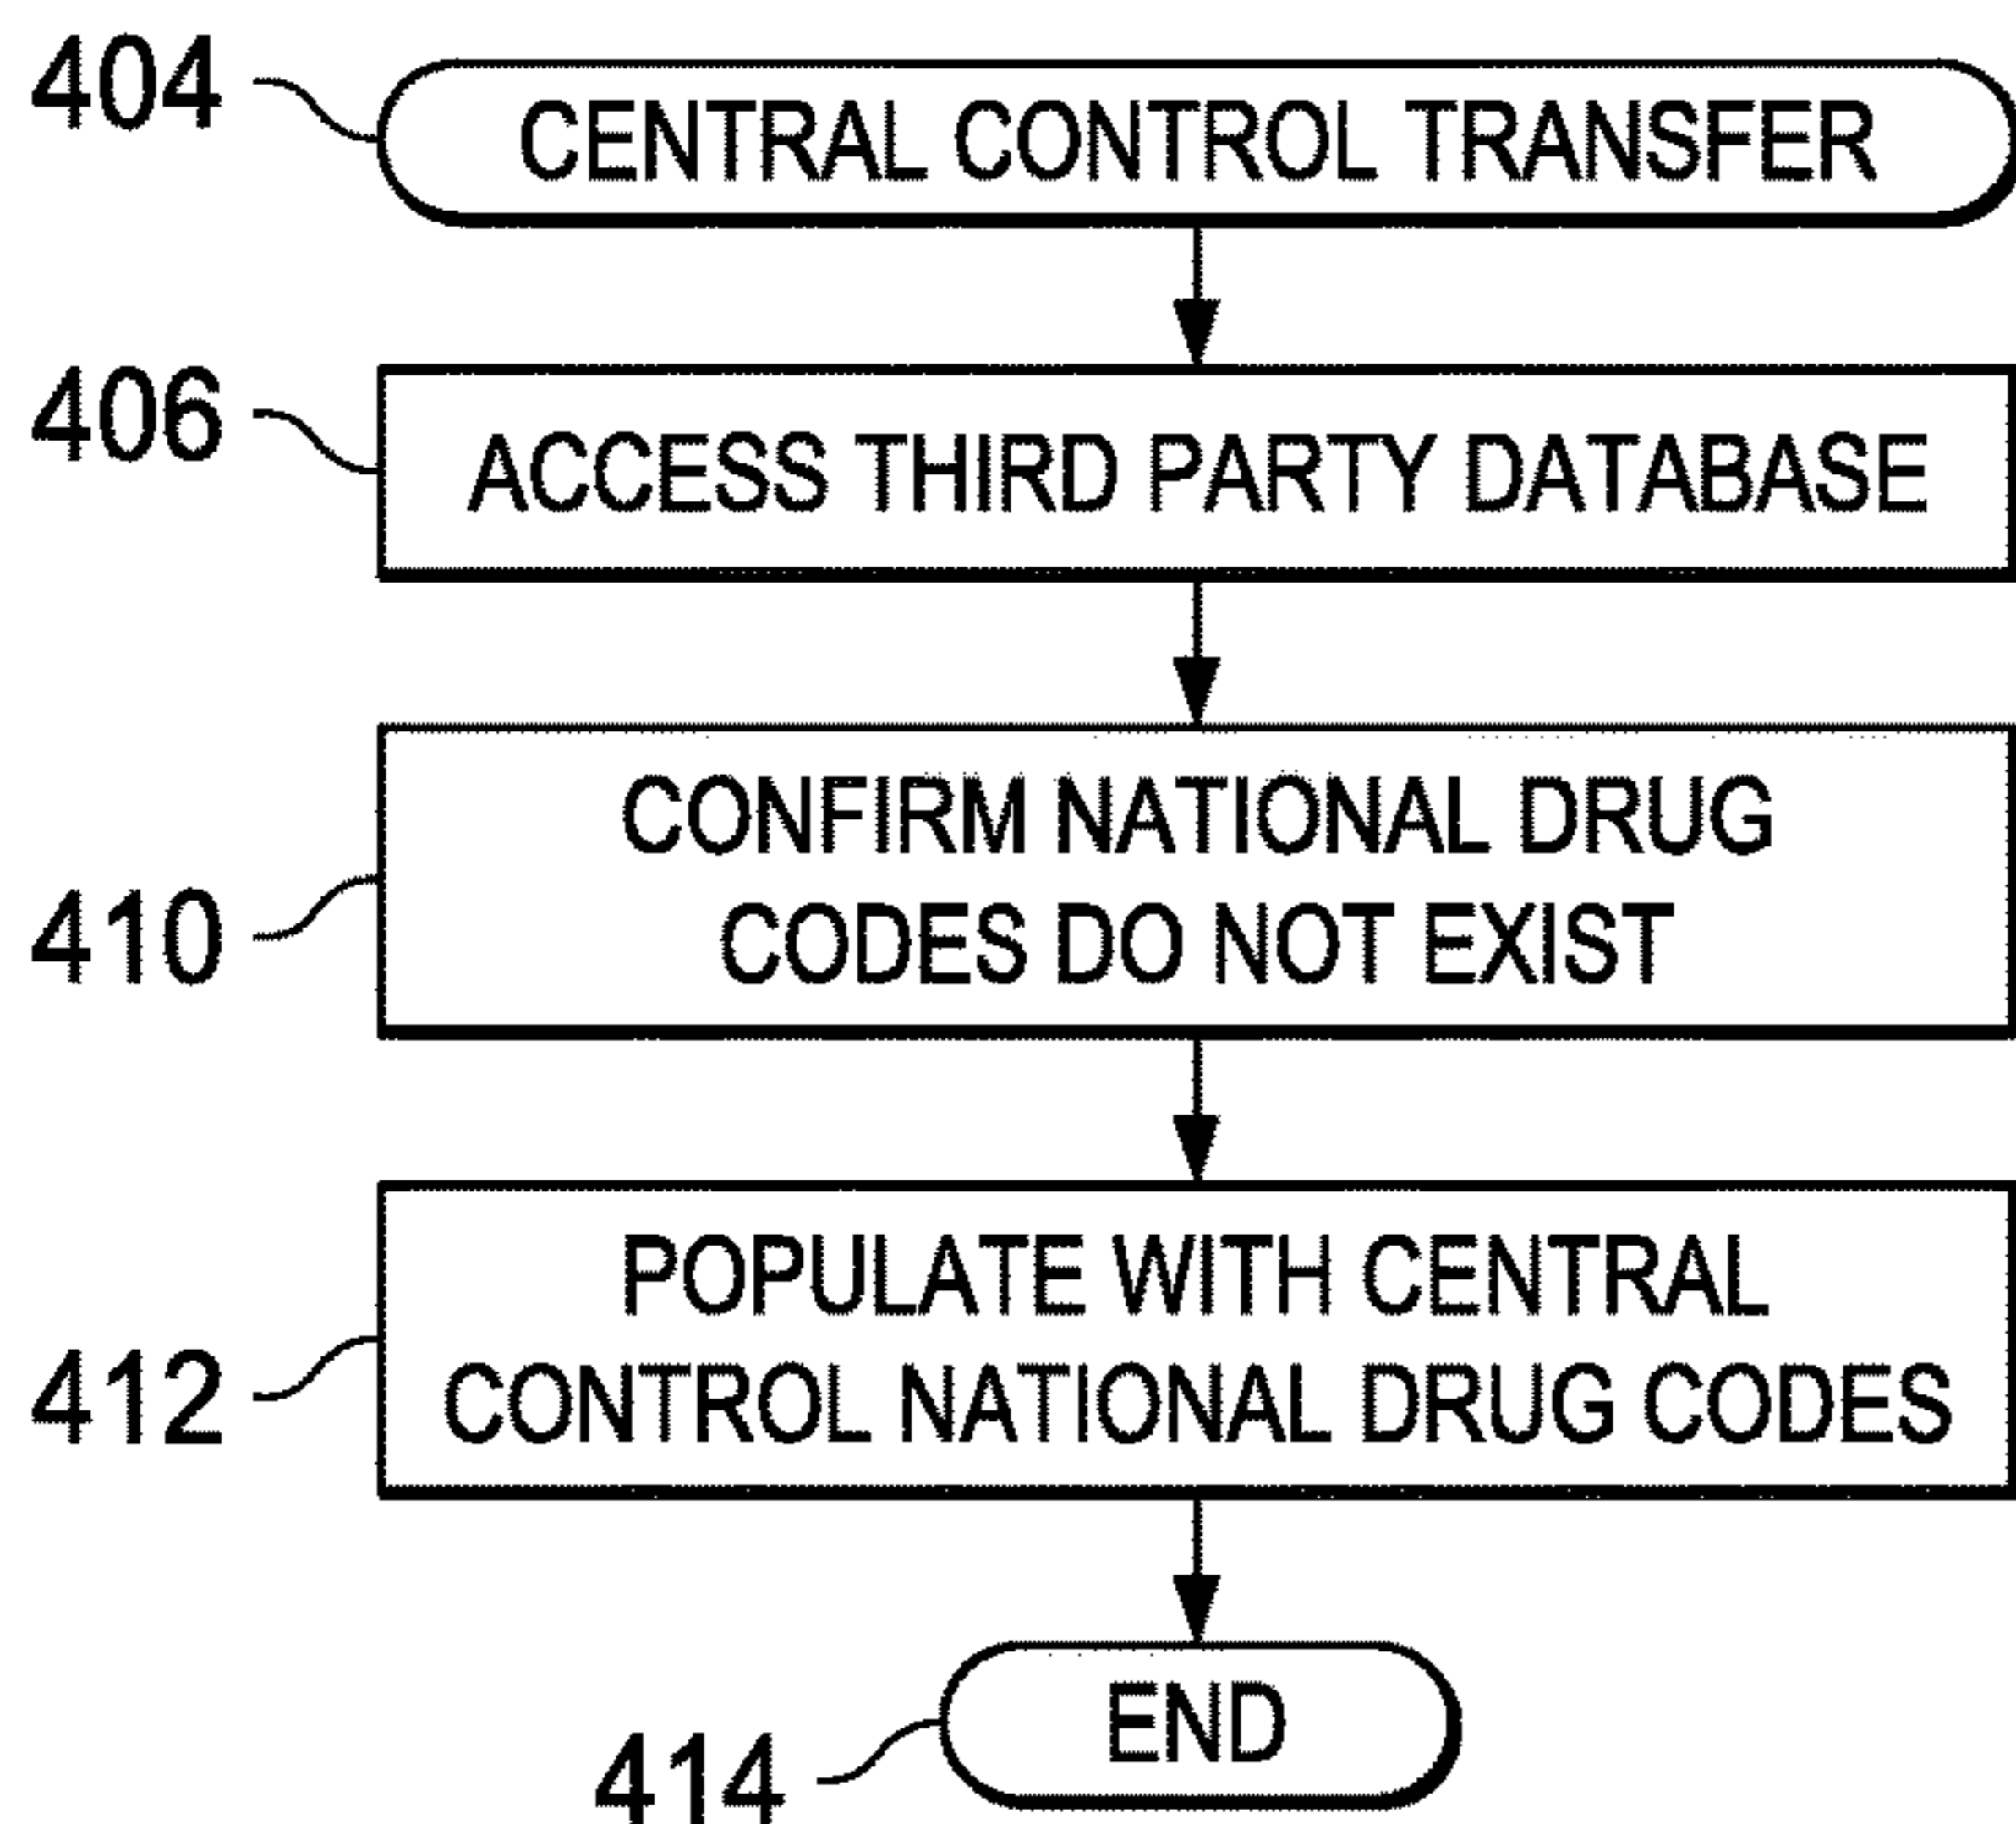 404 CENTRAL CONTROL TRANSFER
406 ACCESS THIRD PARTY DATABASE
410 CONFIRM NATIONAL DRUG
CODES DO NOT EXIST
412 POPULATE WITH CENTRAL
CONTROL NATIONAL DRUG CODES
414 END